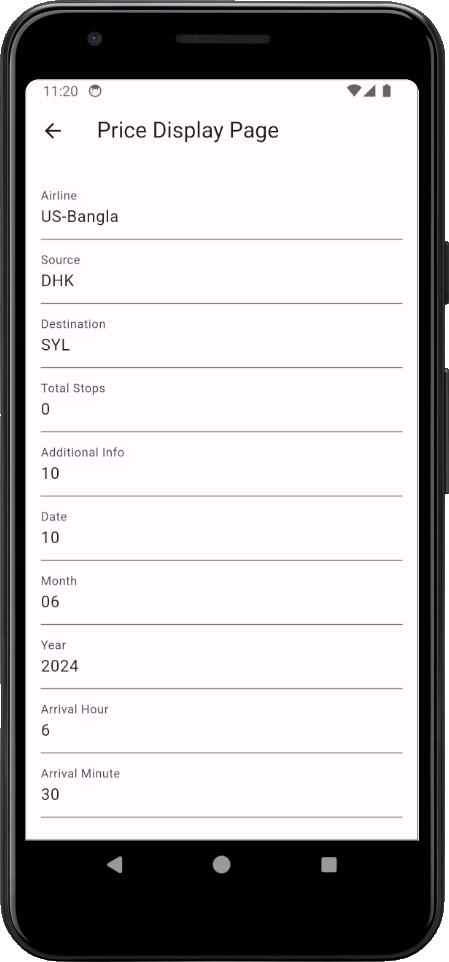 11:20
Price Display Page
Airline
US-Bangla
Source
DHK
Destination
SYL
Total Stops
0
Additional Info
10
Date
10
Month
06
Year
2024
Arrival Hour
6
Arrival Minute
30